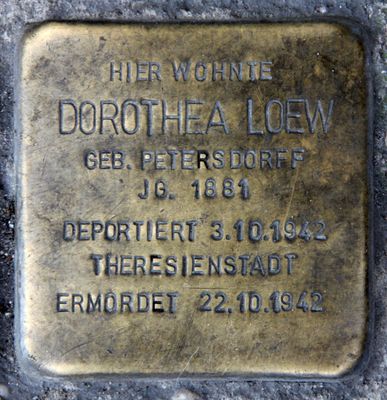 HIER WOHNTE
DOROTHEA LOEW
GEB. PETERSDORFF
JG. 1881
DEPORTIERT 3.10.1942
THERESIENSTADT
ERMORDET 22.10.1942